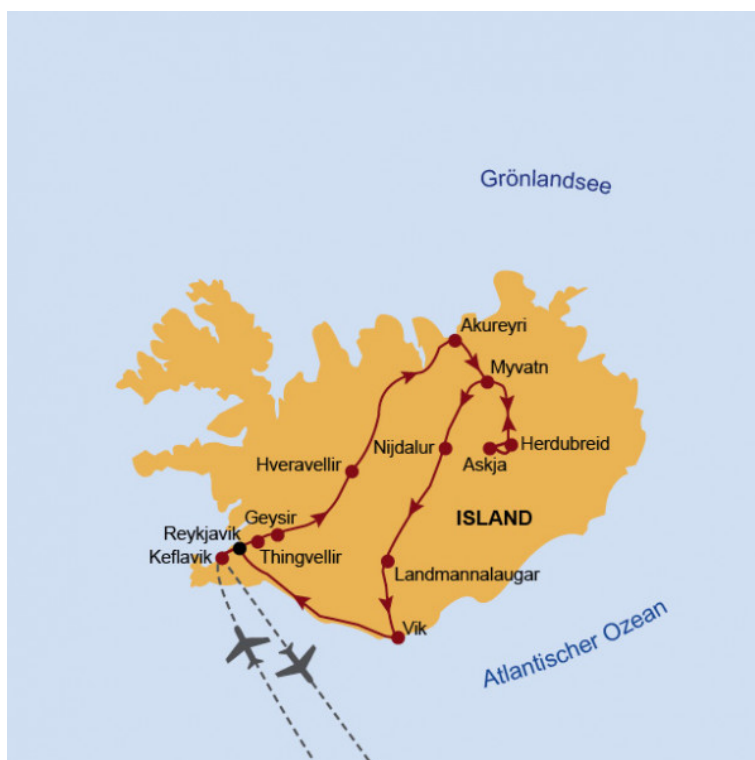 Grönlandsee
Akureyri
Myvatn
Nijdalur
Herdubreid
Askja
Hveravellir
Geysir
ISLAND
Reykjavik
Keflavik
Thingvellir
Landmannalaugar
Vik
Atlantischer Ozean